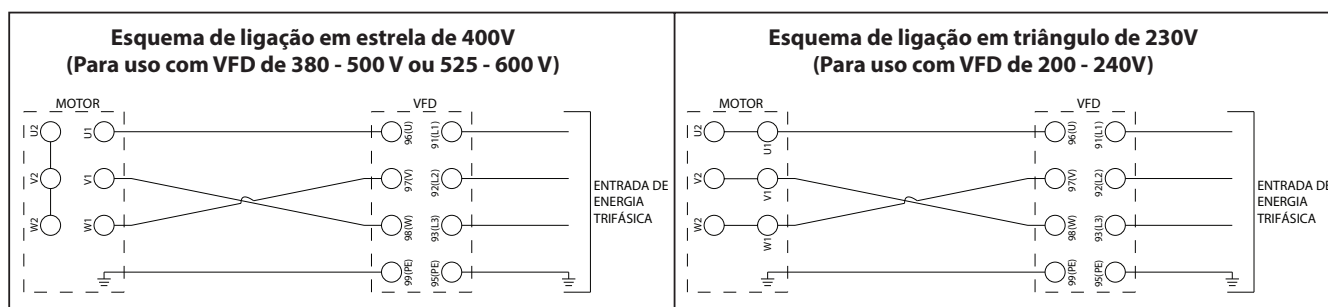 Esquema de ligação em estrela de 400V
(Para uso com VFD de 380 - 500 V ou 525 - 600 V)
MOTOR
VFD
U2
U1
96(U)
91(L1)
V2
V1
97(V)
92(L2)
W2
W1
98(W)
93(L3)
99(PE)
95(PE)
ENTRADA DE
ENERGIA
TRIFÁSICA
Esquema de ligação em triângulo de 230V
(Para uso com VFD de 200 - 240V)
MOTOR
VFD
U2
U1
96(U)
91(L1)
V2
V1
97(V)
92(L2)
W2
W1
98(W)
93(L3)
99(PE)
95(PE)
ENTRADA DE
ENERGIA
TRIFÁSICA